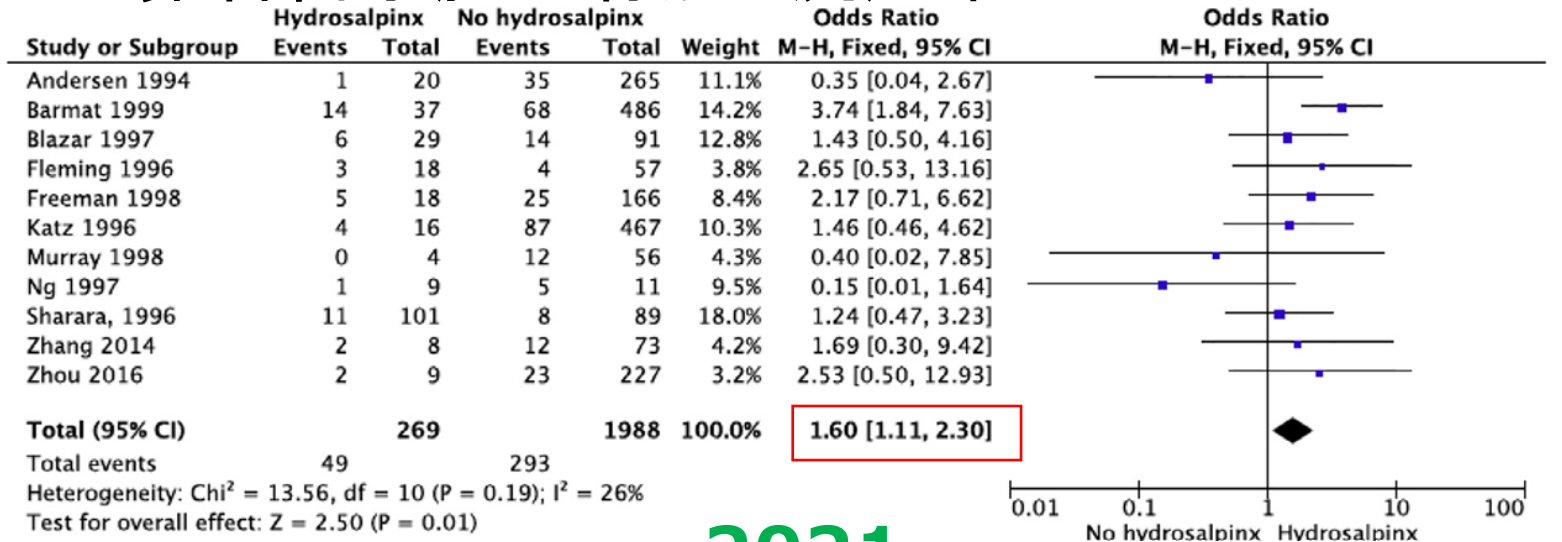 Hydrosalpinx No hydrosalpinx Odds Ratio Odds Ratio
Study or Subgroup Events Total Events Total Weight M-H, Fixed, 95% CI M-H, Fixed, 95% CI
Andersen 1994 1 20 35 265 11.1% 0.35 [0.04, 2.67]
Barmat 1999 14 37 68 486 14.2% 3.74 [1.84, 7.63]
Blazar 1997 6 29 14 91 12.8% 1.43 [0.50, 4.16]
Fleming 1996 3 18 4 57 3.8% 2.65 [0.53, 13.16]
Freeman 1998 5 18 25 166 8.4% 2.17 [0.71, 6.62]
Katz 1996 4 16 87 467 10.3% 1.46 [0.46, 4.62]
Murray 1998 0 4 12 56 4.3% 0.40 [0.02, 7.85]
Ng 1997 1 9 5 11 9.5% 0.15 [0.01, 1.64]
Sharara, 1996 11 101 8 89 18.0% 1.24 [0.47, 3.23]
Zhang 2014 2 8 12 73 4.2% 1.69 [0.30, 9.42]
Zhou 2016 2 9 23 227 3.2% 2.53 [0.50, 12.93]
Total (95% CI) 269 1988 100.0% 1.60 [1.11, 2.30]
Total events 49 293
Heterogeneity: Chi² = 13.56, df = 10 (P = 0.19); I² = 26%
Test for overall effect: Z = 2.50 (P = 0.01)
0.01 0.1 1 10 100
No hydrosalpinx Hydrosalpinx